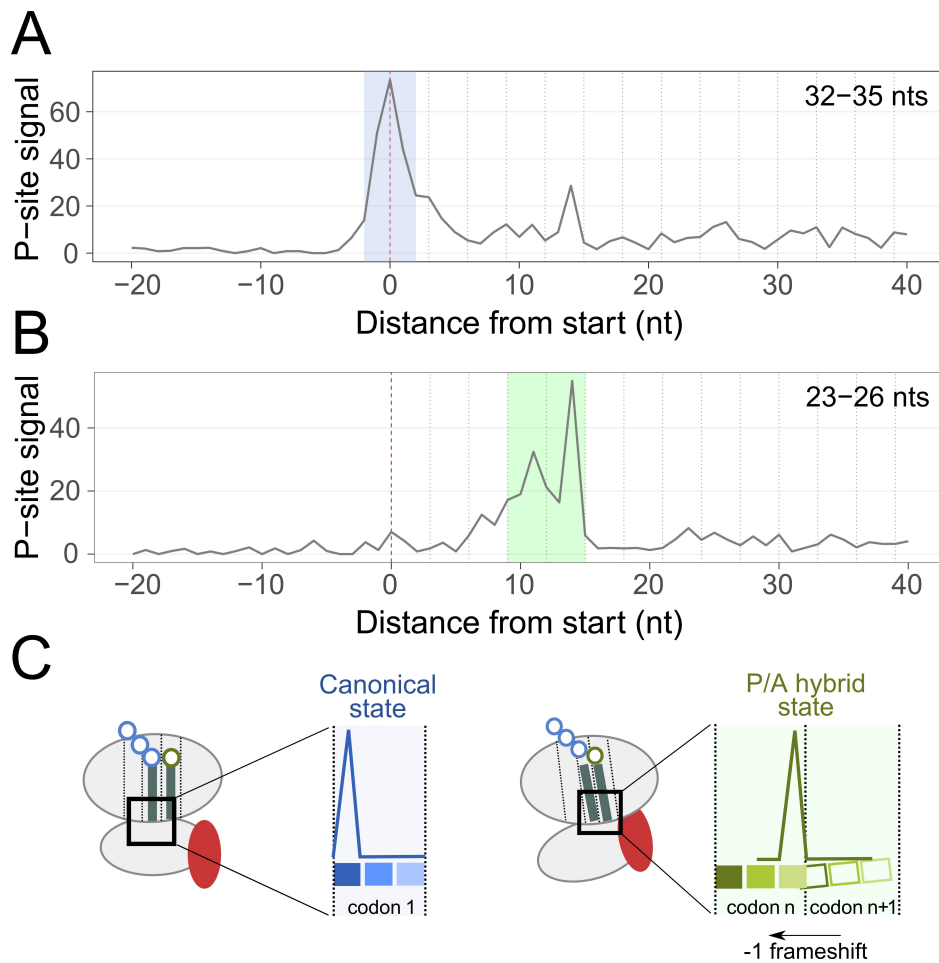 A
P−site signal
60
40
20
0
32−35 nts
−20 −10 0 10 20 30 40
Distance from start (nt)
B
P−site signal
40
20
0
23−26 nts
−20 −10 0 10 20 30 40
Distance from start (nt)
C
Canonical
state
codon 1
P/A hybrid
state
codon n codon n+1
-1 frameshift